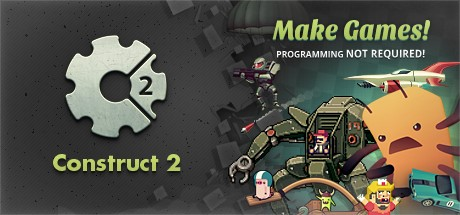 2
Construct 2
Make Games!
PROGRAMMING NOT REQUIRED!